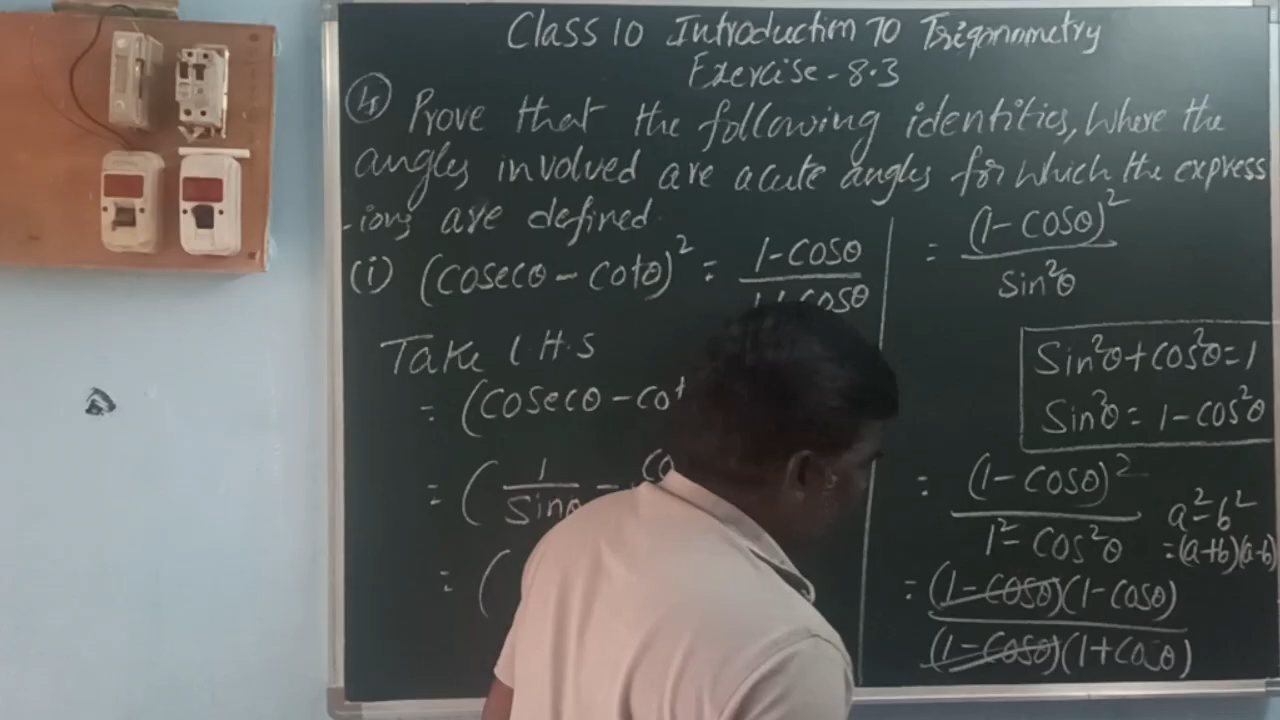 Class 10 Introduction To Trigonometry
Exercise - 8.3
(4) Prove that the following identities, Where the
angles involved are acute angles for which the express
-ions are defined.
(i) (cosecθ - cotθ)² = 1-cosθ / 1+cosθ
Take L.H.S
= (cosecθ - cot
= ( 1 / sinθ -
= (
= (1-cosθ)² / sin²θ
Sin²θ + cos²θ = 1
Sin²θ = 1 - cos²θ
= (1-cosθ)² / 1² - cos²θ
a² - b²
= (a+b)(a-b)
= (1-cosθ)(1-cosθ) / (1-cosθ)(1+cosθ)